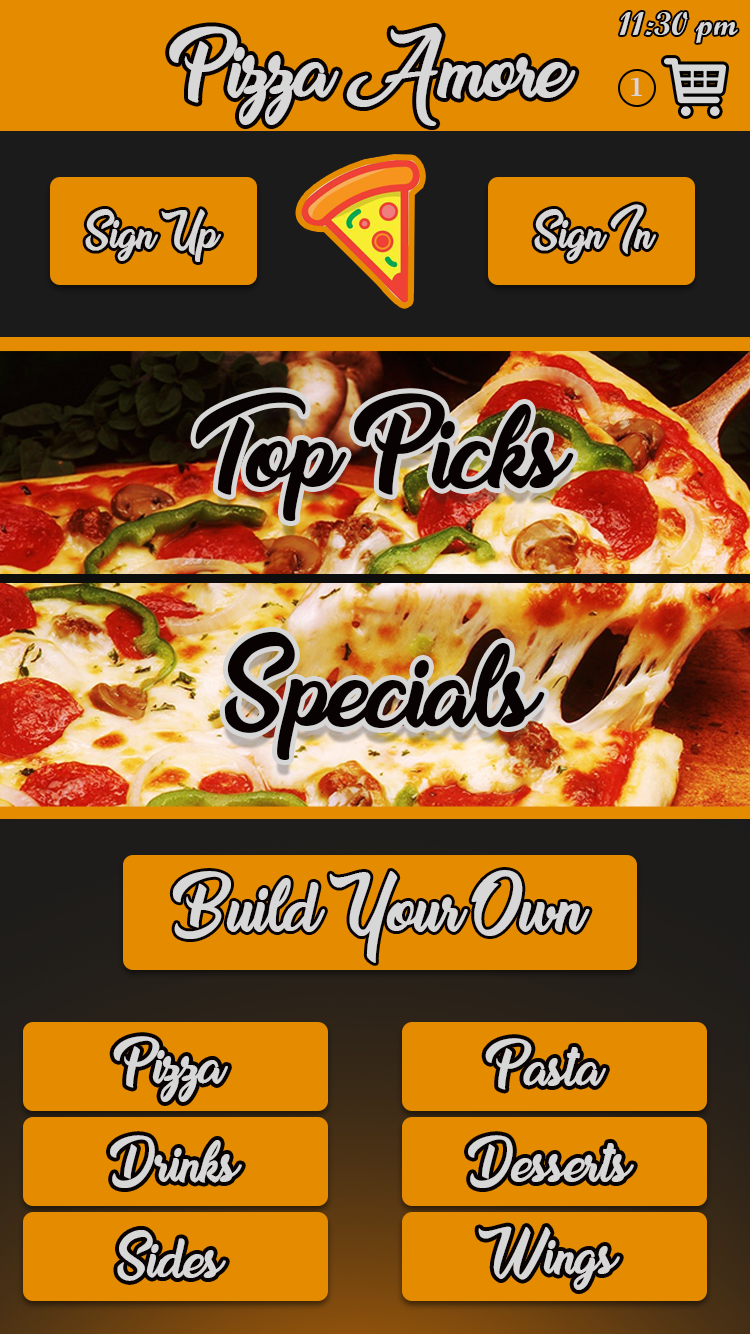 11:30 pm
Pizza Amore
1
Sign Up
Sign In
Top Picks
Specials
Build Your Own
Pizza
Pasta
Drinks
Desserts
Sides
Wings